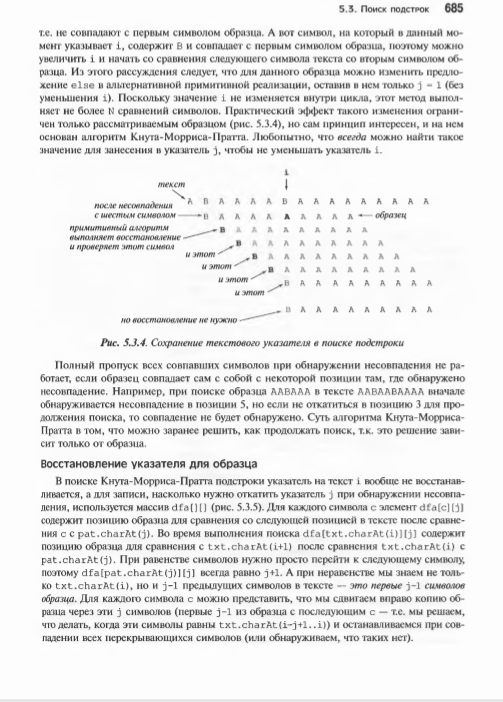 5.3. Поиск подстрок 685
т.е. не совпадают с первым символом образца. А вот символ, на который в данный мо-
мент указывает i, содержит B и совпадает с первым символом образца, поэтому можно
увеличить i и начать со сравнения следующего символа текста со вторым символом об-
разца. Из этого рассуждения следует, что для данного образца можно изменить предло-
жение else в альтернативной примитивной реализации, оставив в нем только j = 1 (без
уменьшения i). Поскольку значение i не изменяется внутри цикла, этот метод выпол-
няет не более N сравнений символов. Практический эффект такого изменения ограни-
чен только рассматриваемым образцом (рис. 5.3.4), но сам принцип интересен, и на нем
основан алгоритм Кнута-Морриса-Пратта. Любопытно, что всегда можно найти такое
значение для занесения в указатель j, чтобы не уменьшать указатель i.
i
текст
A B A A A A B A A A A A A A A A
после несовпадения
с шестым символом
B A A A A A A A A A
образец
примитивный алгоритм
выполняет восстановление
и проверяет этот символ
B A A A A A A A A A
и этот
B A A A A A A A A A
и этот
B A A A A A A A A A
и этот
B A A A A A A A A A
и этот
B A A A A A A A A A
но восстановление не нужно
B A A A A A A A A A
Рис. 5.3.4. Сохранение текстового указателя в поиске подстроки
Полный пропуск всех совпавших символов при обнаружении несовпадения не ра-
ботает, если образец совпадает сам с собой с некоторой позиции там, где обнаружено
несовпадение. Например, при поиске образца AABAAA в тексте AABAABAAAA вначале
обнаруживается несовпадение в позиции 5, но если не откатиться в позицию 3 для про-
должения поиска, то совпадение не будет обнаружено. Суть алгоритма Кнута-Морриса-
Пратта в том, что можно заранее решить, как продолжать поиск, т.к. это решение зави-
сит только от образца.
Восстановление указателя для образца
В поиске Кнута-Морриса-Пратта подстроки указатель на текст i вообще не восстанав-
ливается, а для записи, насколько нужно откатить указатель j при обнаружении несовпа-
дения, используется массив dfa[][] (рис. 5.3.5). Для каждого символа c элемент dfa[c][j]
содержит позицию образца для сравнения со следующей позицией в тексте после сравне-
ния c с pat.charAt(j). Во время выполнения поиска dfa[txt.charAt(i)][j] содержит
позицию образца для сравнения с txt.charAt(i+1) после сравнения txt.charAt(i) с
pat.charAt(j). При равенстве символов нужно просто перейти к следующему символу,
поэтому dfa[pat.charAt(j)][j] всегда равно j+1. А при неравенстве мы знаем не толь-
ко txt.charAt(i), но и j-1 предыдущих символов в тексте — это первые j-1 символов
образца. Для каждого символа c можно представить, что мы сдвигаем вправо копию об-
разца через эти j символов (первые j-1 из образца с последующим c — т.е. мы решаем,
что делать, когда эти символы равны txt.charAt(i-j+1..i)) и останавливаемся при сов-
падении всех перекрывающихся символов (или обнаруживаем, что таких нет).